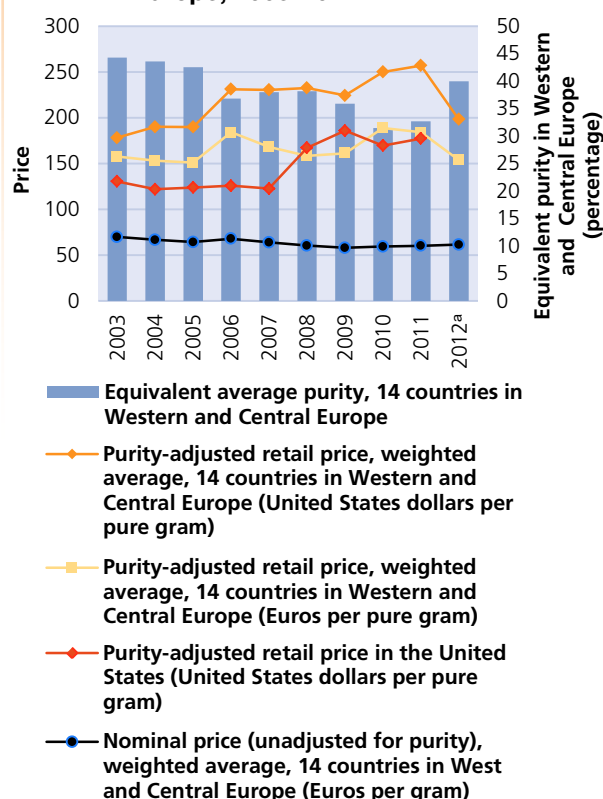 300
250
200
150
100
50
0
Price
50
45
40
35
30
25
20
15
10
5
0
Equivalent purity in Western
and Central Europe
(percentage)
2003
2004
2005
2006
2007
2008
2009
2010
2011
2012ᵃ
Equivalent average purity, 14 countries in
Western and Central Europe
Purity-adjusted retail price, weighted
average, 14 countries in Western and
Central Europe (United States dollars per
pure gram)
Purity-adjusted retail price, weighted
average, 14 countries in Western and
Central Europe (Euros per pure gram)
Purity-adjusted retail price in the United
States (United States dollars per pure
gram)
Nominal price (unadjusted for purity),
weighted average, 14 countries in West
and Central Europe (Euros per gram)